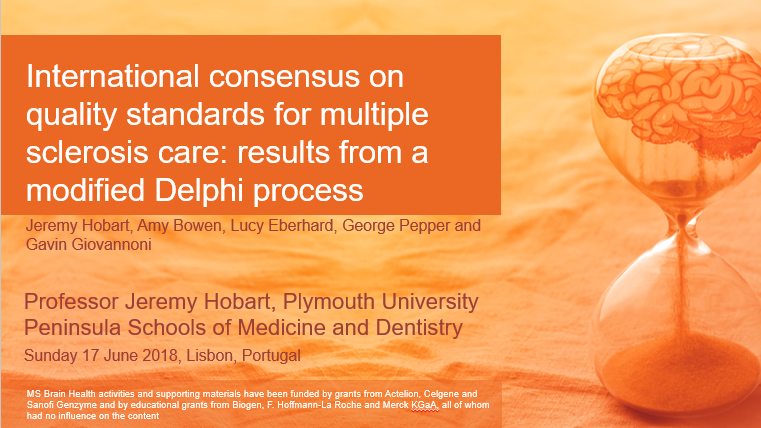 International consensus on
quality standards for multiple
sclerosis care: results from a
modified Delphi process
Jeremy Hobart, Amy Bowen, Lucy Eberhard, George Pepper and
Gavin Giovannoni
Professor Jeremy Hobart, Plymouth University
Peninsula Schools of Medicine and Dentistry
Sunday 17 June 2018, Lisbon, Portugal
MS Brain Health activities and supporting materials have been funded by grants from Actelion, Celgene and
Sanofi Genzyme and by educational grants from Biogen, F. Hoffmann-La Roche and Merck KGaA, all of whom
had no influence on the content